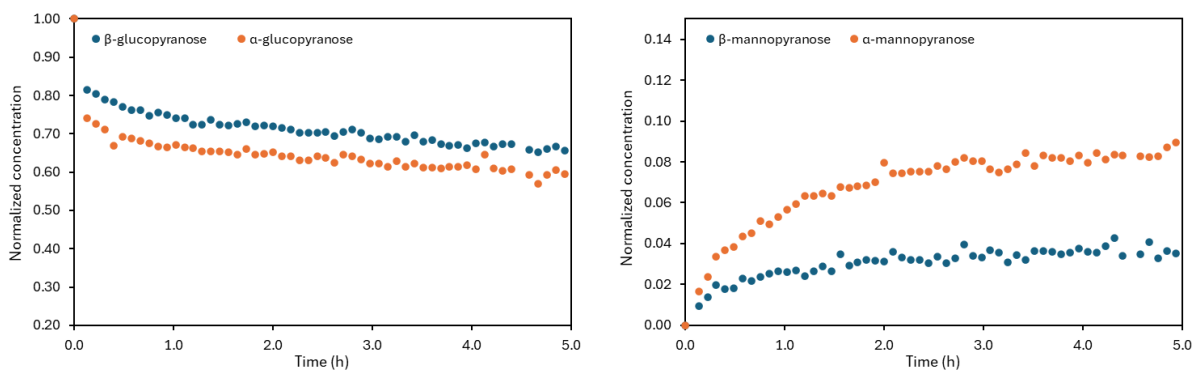 1.00
β-glucopyranose α-glucopyranose
0.90
0.80
0.70
0.60
0.50
0.40
0.30
0.20
Normalized concentration
0.0 1.0 2.0 3.0 4.0 5.0
Time (h)
0.14
β-mannopyranose α-mannopyranose
0.12
0.10
0.08
0.06
0.04
0.02
0.00
Normalized concentration
0.0 1.0 2.0 3.0 4.0 5.0
Time (h)